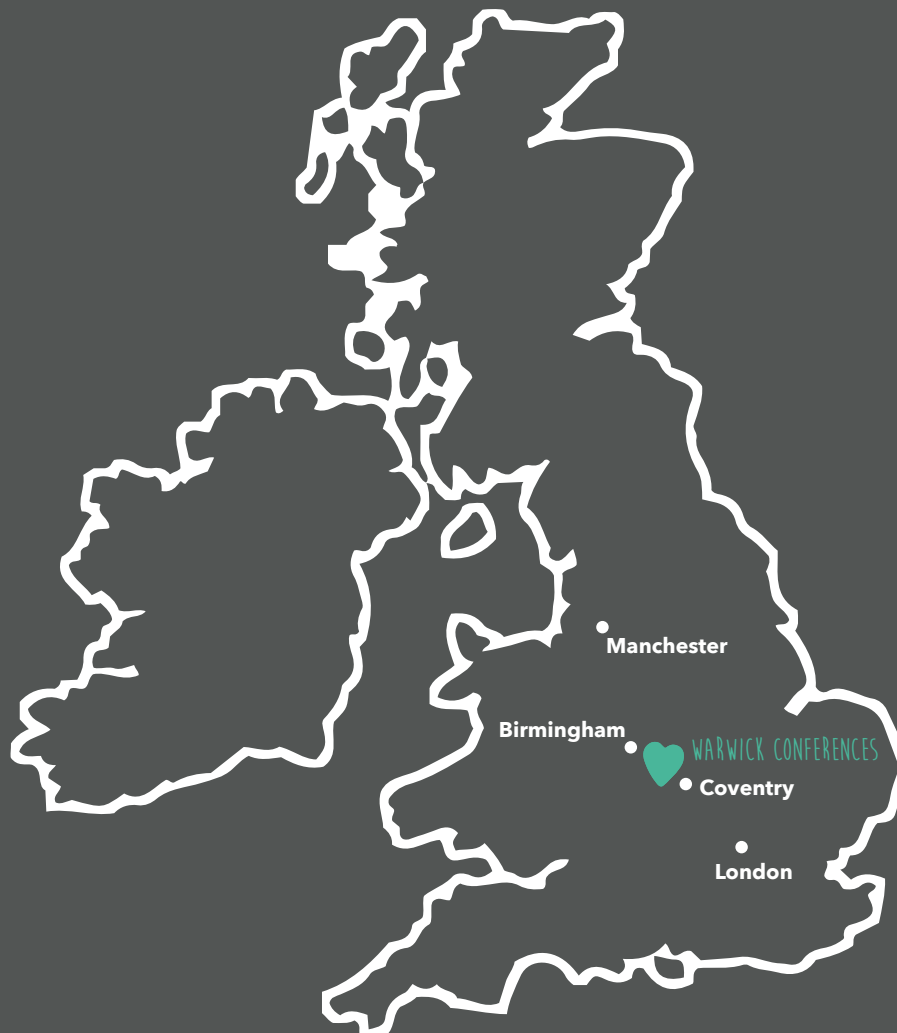 Manchester
Birmingham
WARWICK CONFERENCES
Coventry
London